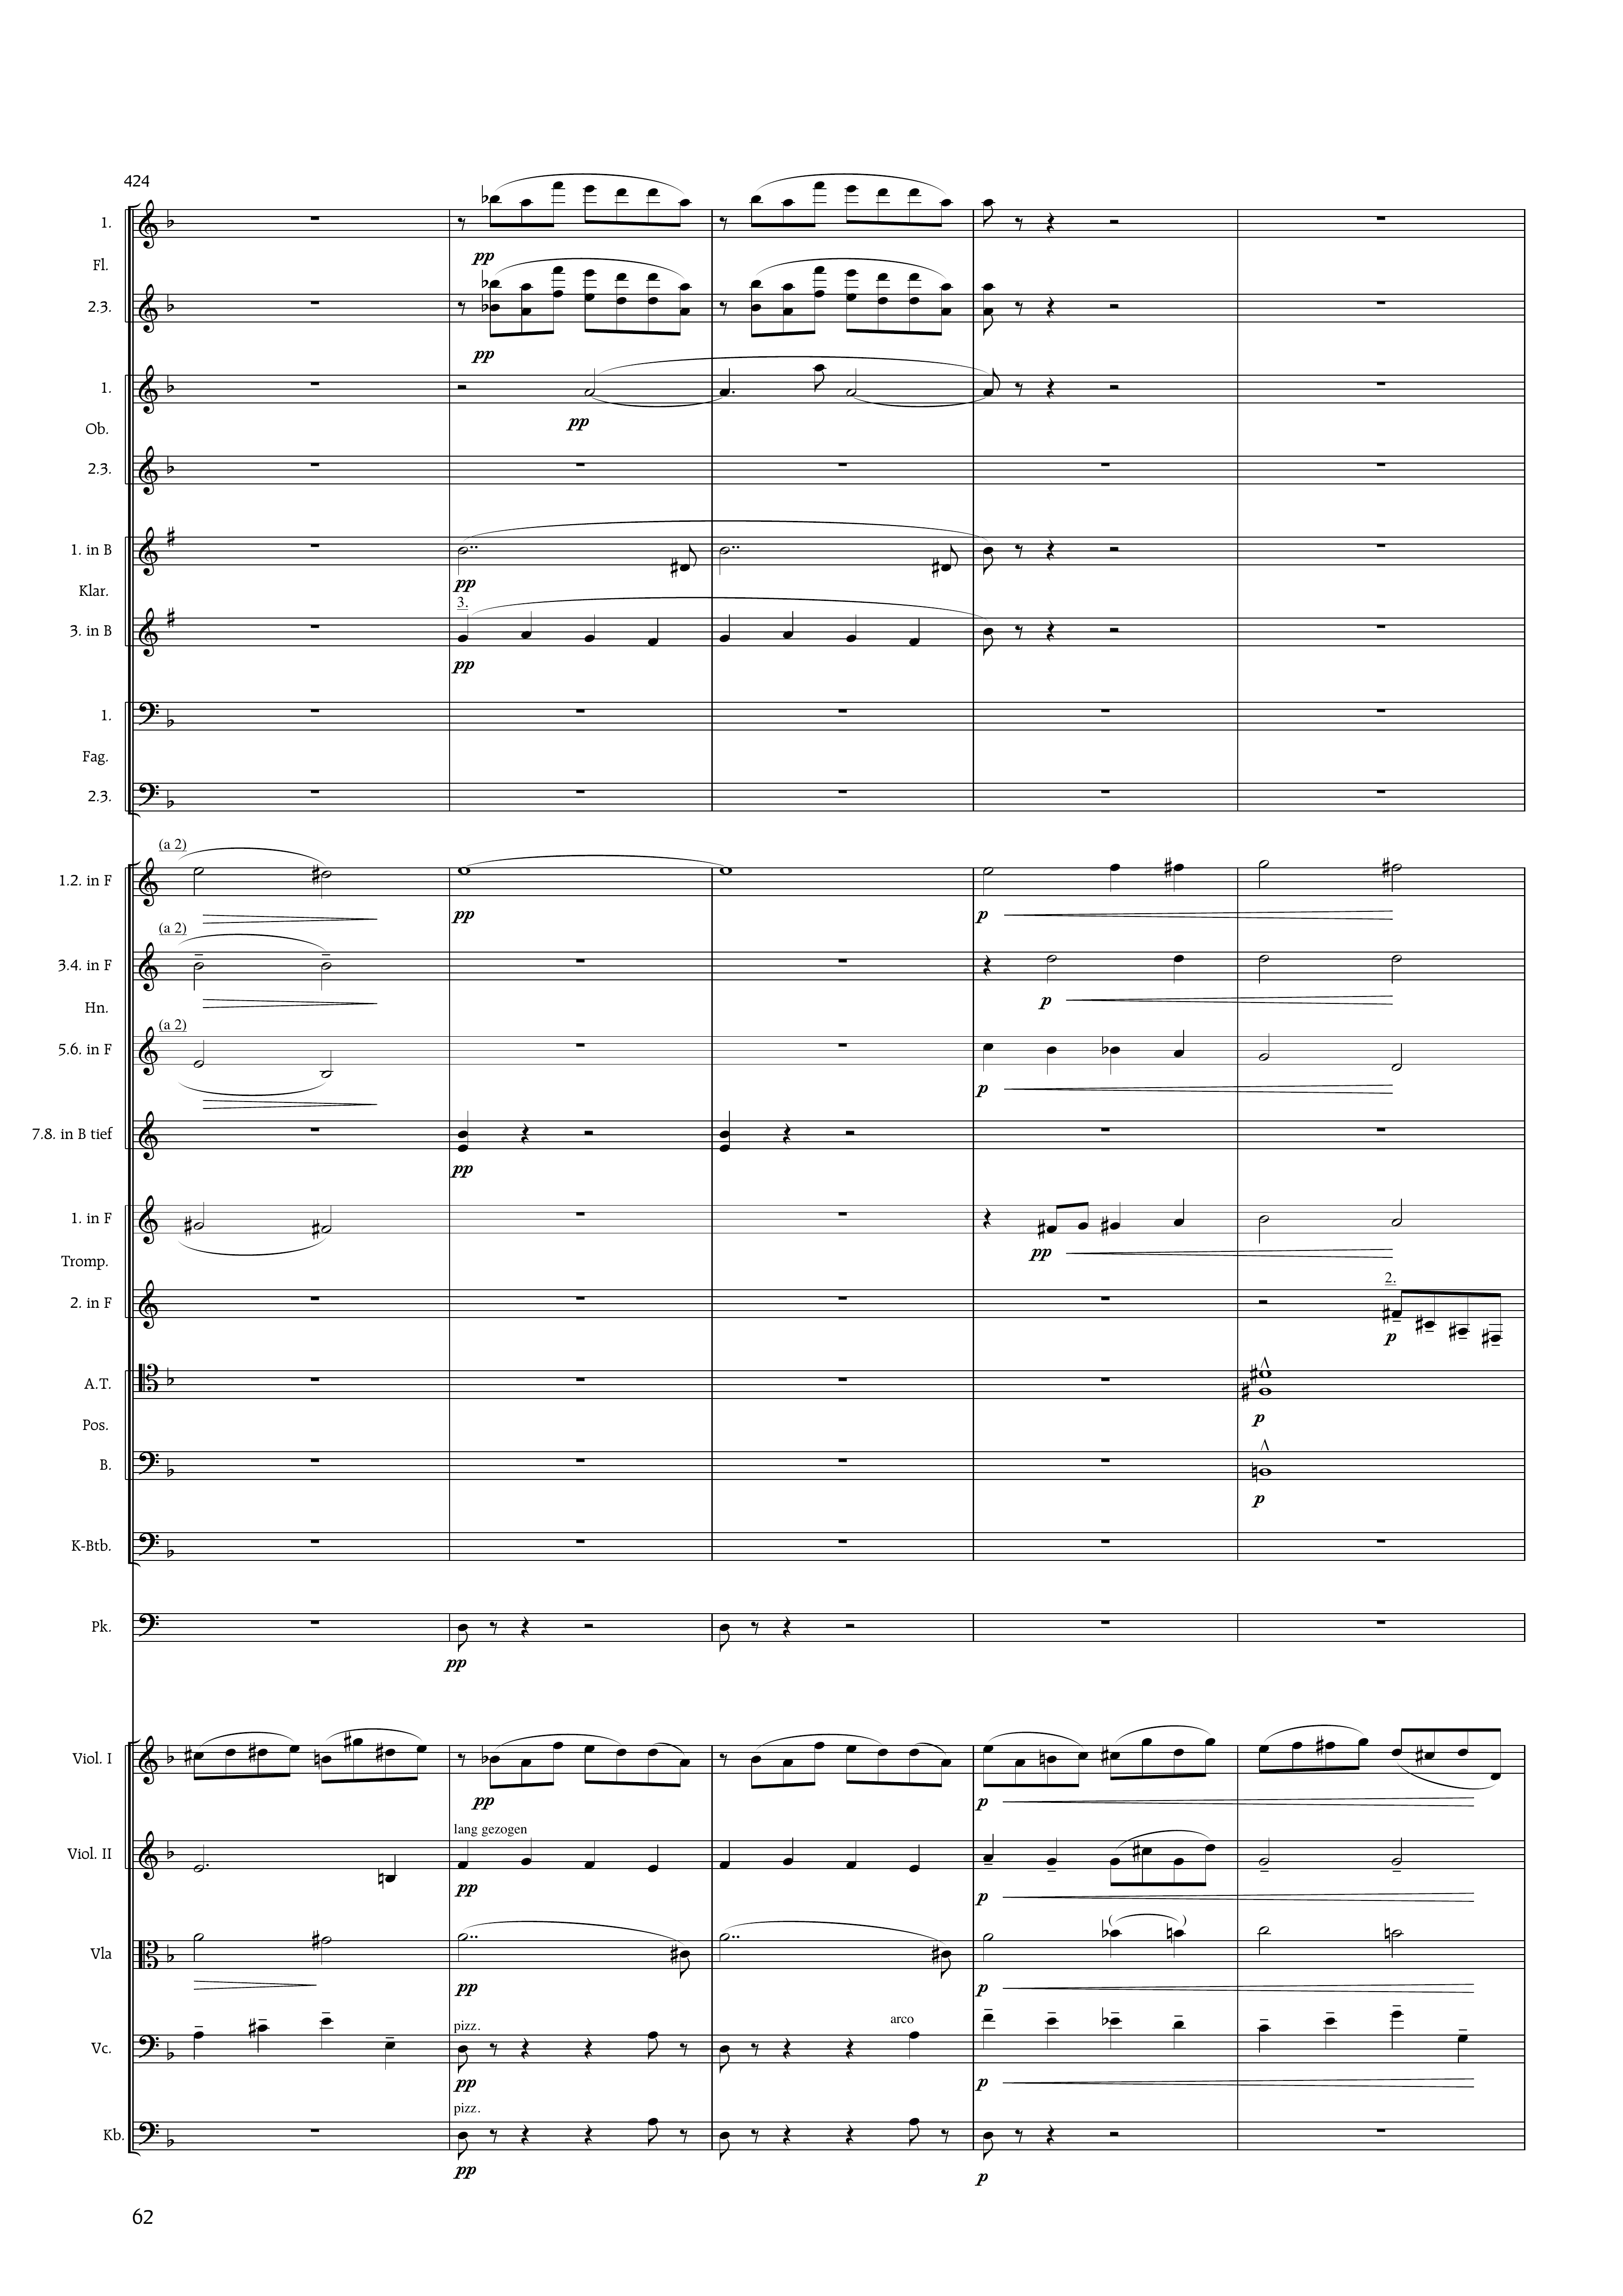 424
1.
pp
Fl.
2.3.
pp
1.
pp
Ob.
2.3.
1. in B
pp
Klar.
3.
3. in B
pp
1.
Fag.
2.3.
(a 2)
1.2. in F
pp p
(a 2)
3.4. in F
p
Hn.
(a 2)
5.6. in F
p
7.8. in B tief
pp
1. in F
pp
Tromp.
2.
2. in F
p
A.T.
p
Pos.
B.
p
K-Btb.
Pk.
pp
Viol. I
pp p
lang gezogen
Viol. II
pp p
( )
Vla
pp p
pizz. arco
Vc.
pp p
pizz.
Kb.
pp p
62